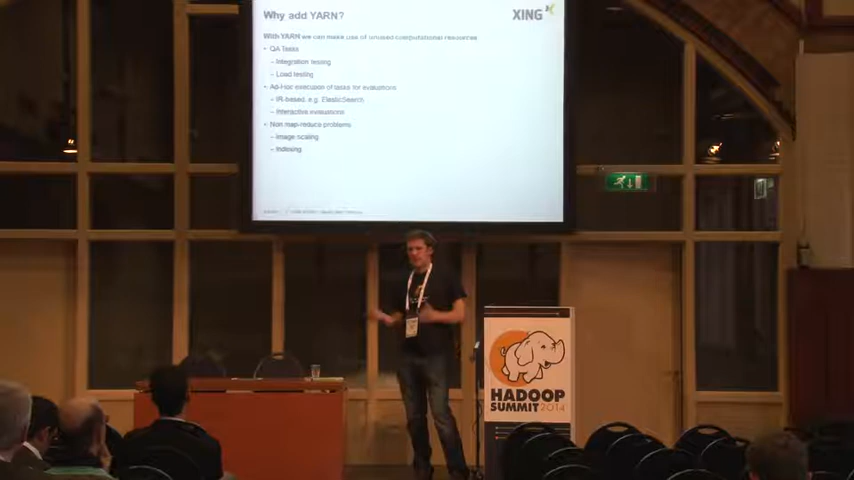 Why add YARN?
XING
With YARN we can make use of unused computational resources
• QA Tasks
– Integration testing
– Load testing
• Ad-Hoc execution of tasks for evaluations
– IR-based, e.g. ElasticSearch
– Interactive evaluations
• Non map-reduce problems
– Image scaling
– Indexing
HADOOP
SUMMIT 2014